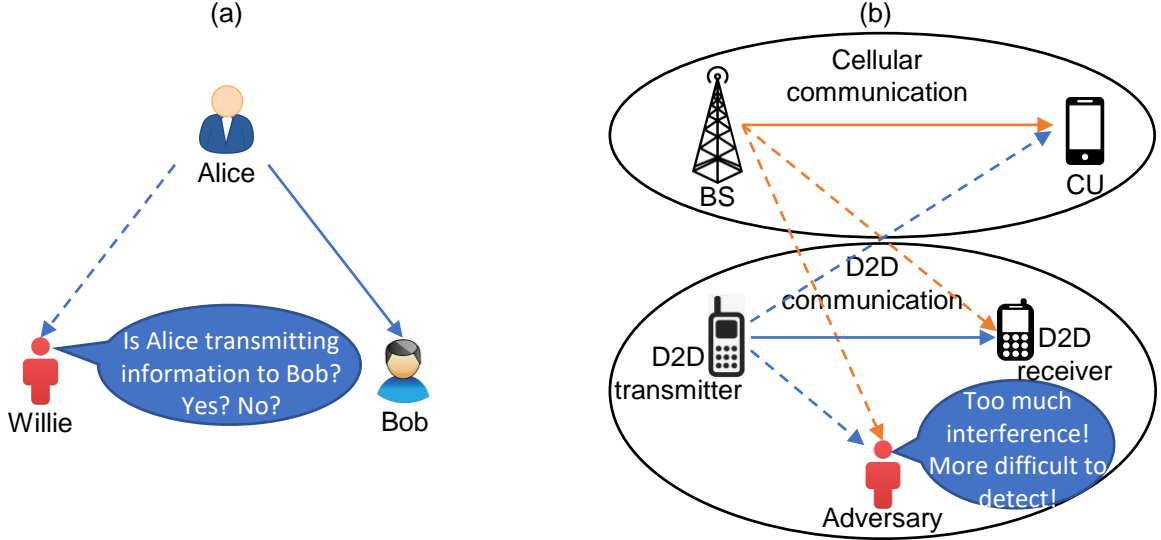 (a)
Alice
Is Alice transmitting
information to Bob?
Yes? No?
Willie
Bob
(b)
Cellular
communication
BS
CU
D2D
communication
D2D
transmitter
D2D
receiver
Too much
interference!
More difficult to
detect!
Adversary